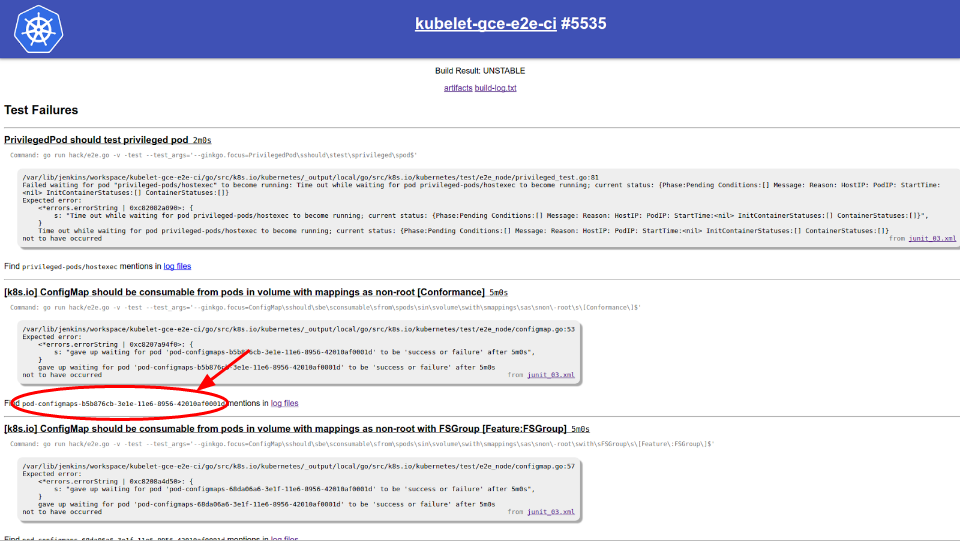 kubelet-gce-e2e-ci #5535
Build Result: UNSTABLE
artifacts build-log.txt
Test Failures
PrivilegedPod should test privileged pod 2m0s
Command: go run hack/e2e.go -v -test --test_args='--ginkgo.focus=PrivilegedPod\sshould\stest\sprivileged\spod$'
/var/lib/jenkins/workspace/kubelet-gce-e2e-ci/go/src/k8s.io/kubernetes/_output/local/go/src/k8s.io/kubernetes/test/e2e_node/privileged_test.go:81
Failed waiting for pod "privileged-pods/hostexec" to become running: Time out while waiting for pod privileged-pods/hostexec to become running; current status: {Phase:Pending Conditions:[] Message: Reason: HostIP: PodIP: StartTime:
<nil> InitContainerStatuses:[] ContainerStatuses:[]}
Expected error:
<*errors.errorString | 0xc82082a090>: {
s: "Time out while waiting for pod privileged-pods/hostexec to become running; current status: {Phase:Pending Conditions:[] Message: Reason: HostIP: PodIP: StartTime:<nil> InitContainerStatuses:[] ContainerStatuses:[]}",
}
Time out while waiting for pod privileged-pods/hostexec to become running; current status: {Phase:Pending Conditions:[] Message: Reason: HostIP: PodIP: StartTime:<nil> InitContainerStatuses:[] ContainerStatuses:[]}
not to have occurred from junit_03.xml
Find privileged-pods/hostexec mentions in log files
[k8s.io] ConfigMap should be consumable from pods in volume with mappings as non-root [Conformance] 5m0s
Command: go run hack/e2e.go -v -test --test_args='--ginkgo.focus=ConfigMap\sshould\sbe\sconsumable\sfrom\spods\sin\svolume\swith\smappings\sas\snon\-root\s\[Conformance\]$'
/var/lib/jenkins/workspace/kubelet-gce-e2e-ci/go/src/k8s.io/kubernetes/_output/local/go/src/k8s.io/kubernetes/test/e2e_node/configmap.go:53
Expected error:
<*errors.errorString | 0xc8207a94f0>: {
s: "gave up waiting for pod 'pod-configmaps-b5b876cb-3e1e-11e6-8956-42010af0001d' to be 'success or failure' after 5m0s",
}
gave up waiting for pod 'pod-configmaps-b5b876cb-3e1e-11e6-8956-42010af0001d' to be 'success or failure' after 5m0s
not to have occurred from junit_03.xml
Find pod-configmaps-b5b876cb-3e1e-11e6-8956-42010af0001d mentions in log files
[k8s.io] ConfigMap should be consumable from pods in volume with mappings as non-root with FSGroup [Feature:FSGroup] 5m0s
Command: go run hack/e2e.go -v -test --test_args='--ginkgo.focus=ConfigMap\sshould\sbe\sconsumable\sfrom\spods\sin\svolume\swith\smappings\sas\snon\-root\swith\sFSGroup\s\[Feature\:FSGroup\]$'
/var/lib/jenkins/workspace/kubelet-gce-e2e-ci/go/src/k8s.io/kubernetes/_output/local/go/src/k8s.io/kubernetes/test/e2e_node/configmap.go:57
Expected error:
<*errors.errorString | 0xc8208a4d50>: {
s: "gave up waiting for pod 'pod-configmaps-68da06a6-3e1f-11e6-8956-42010af0001d' to be 'success or failure' after 5m0s",
}
gave up waiting for pod 'pod-configmaps-68da06a6-3e1f-11e6-8956-42010af0001d' to be 'success or failure' after 5m0s
not to have occurred from junit_03.xml
Find pod-configmaps-68da06a6-3e1f-11e6-8956-42010af0001d mentions in log files